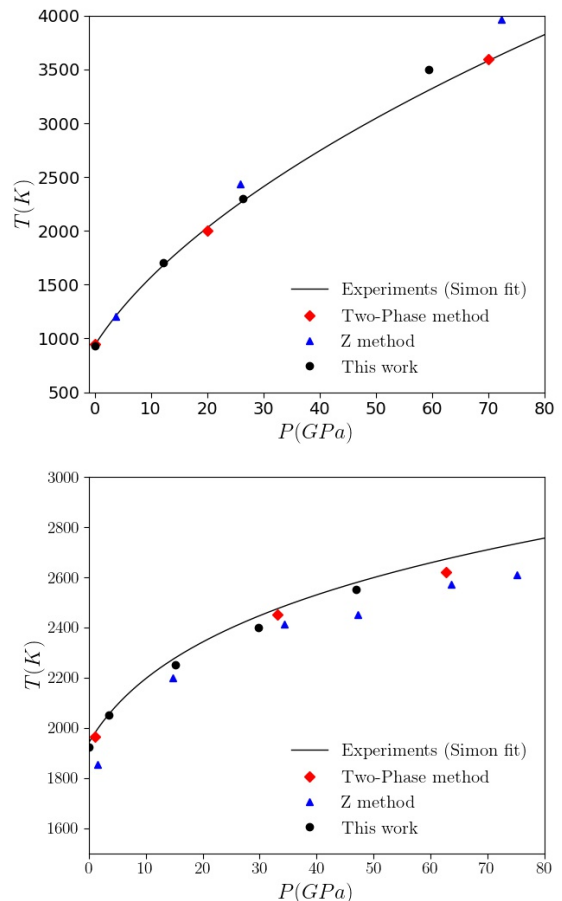 4000
3500
3000
2500
2000
1500
1000
500
T(K)
Experiments (Simon fit)
Two-Phase method
Z method
This work
0 10 20 30 40 50 60 70 80
P(GPa)
3000
2800
2600
2400
2200
2000
1800
1600
T(K)
Experiments (Simon fit)
Two-Phase method
Z method
This work
0 10 20 30 40 50 60 70 80
P(GPa)